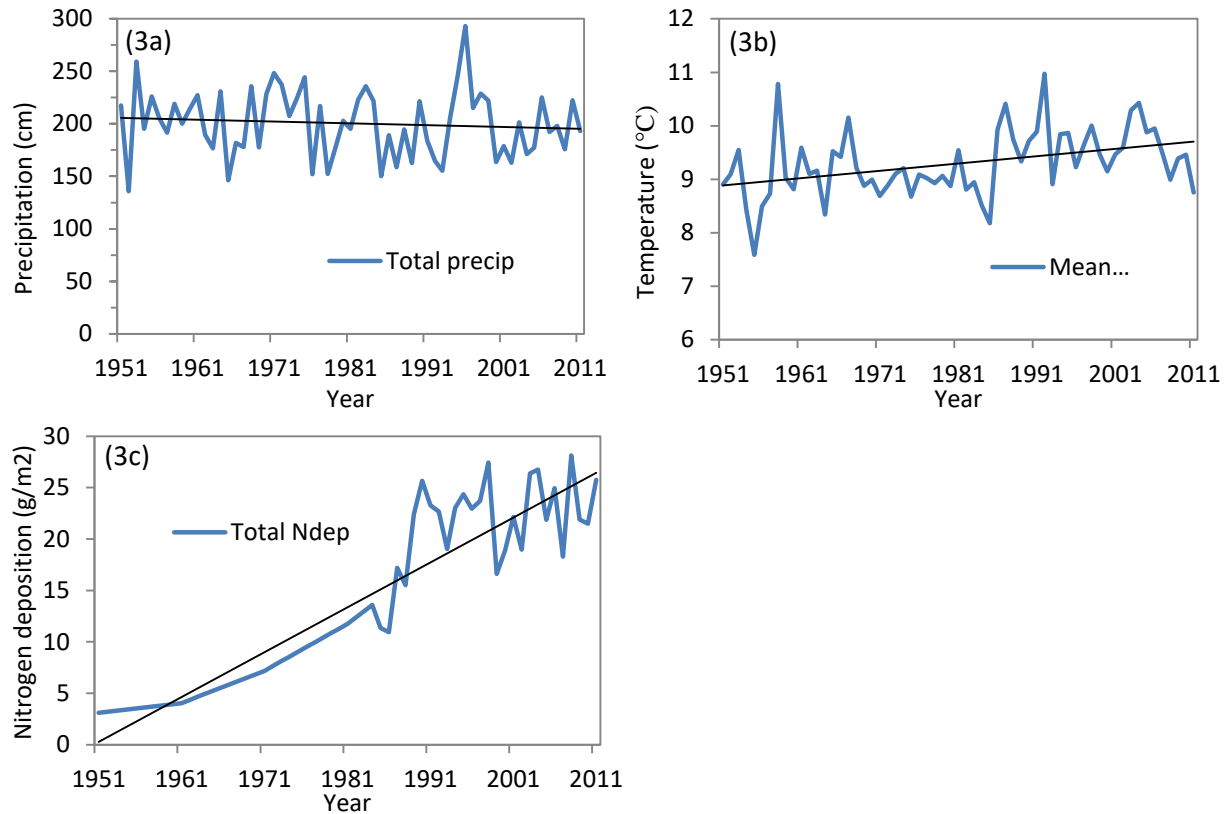 (3a)
Precipitation (cm)
300
250
200
150
100
50
0
Total precip
1951 1961 1971 1981 1991 2001 2011
Year
(3b)
Temperature (°C)
12
11
10
9
8
7
6
Mean...
1951 1961 1971 1981 1991 2001 2011
Year
(3c)
Nitrogen deposition (g/m2)
30
25
20
15
10
5
0
Total Ndep
1951 1961 1971 1981 1991 2001 2011
Year